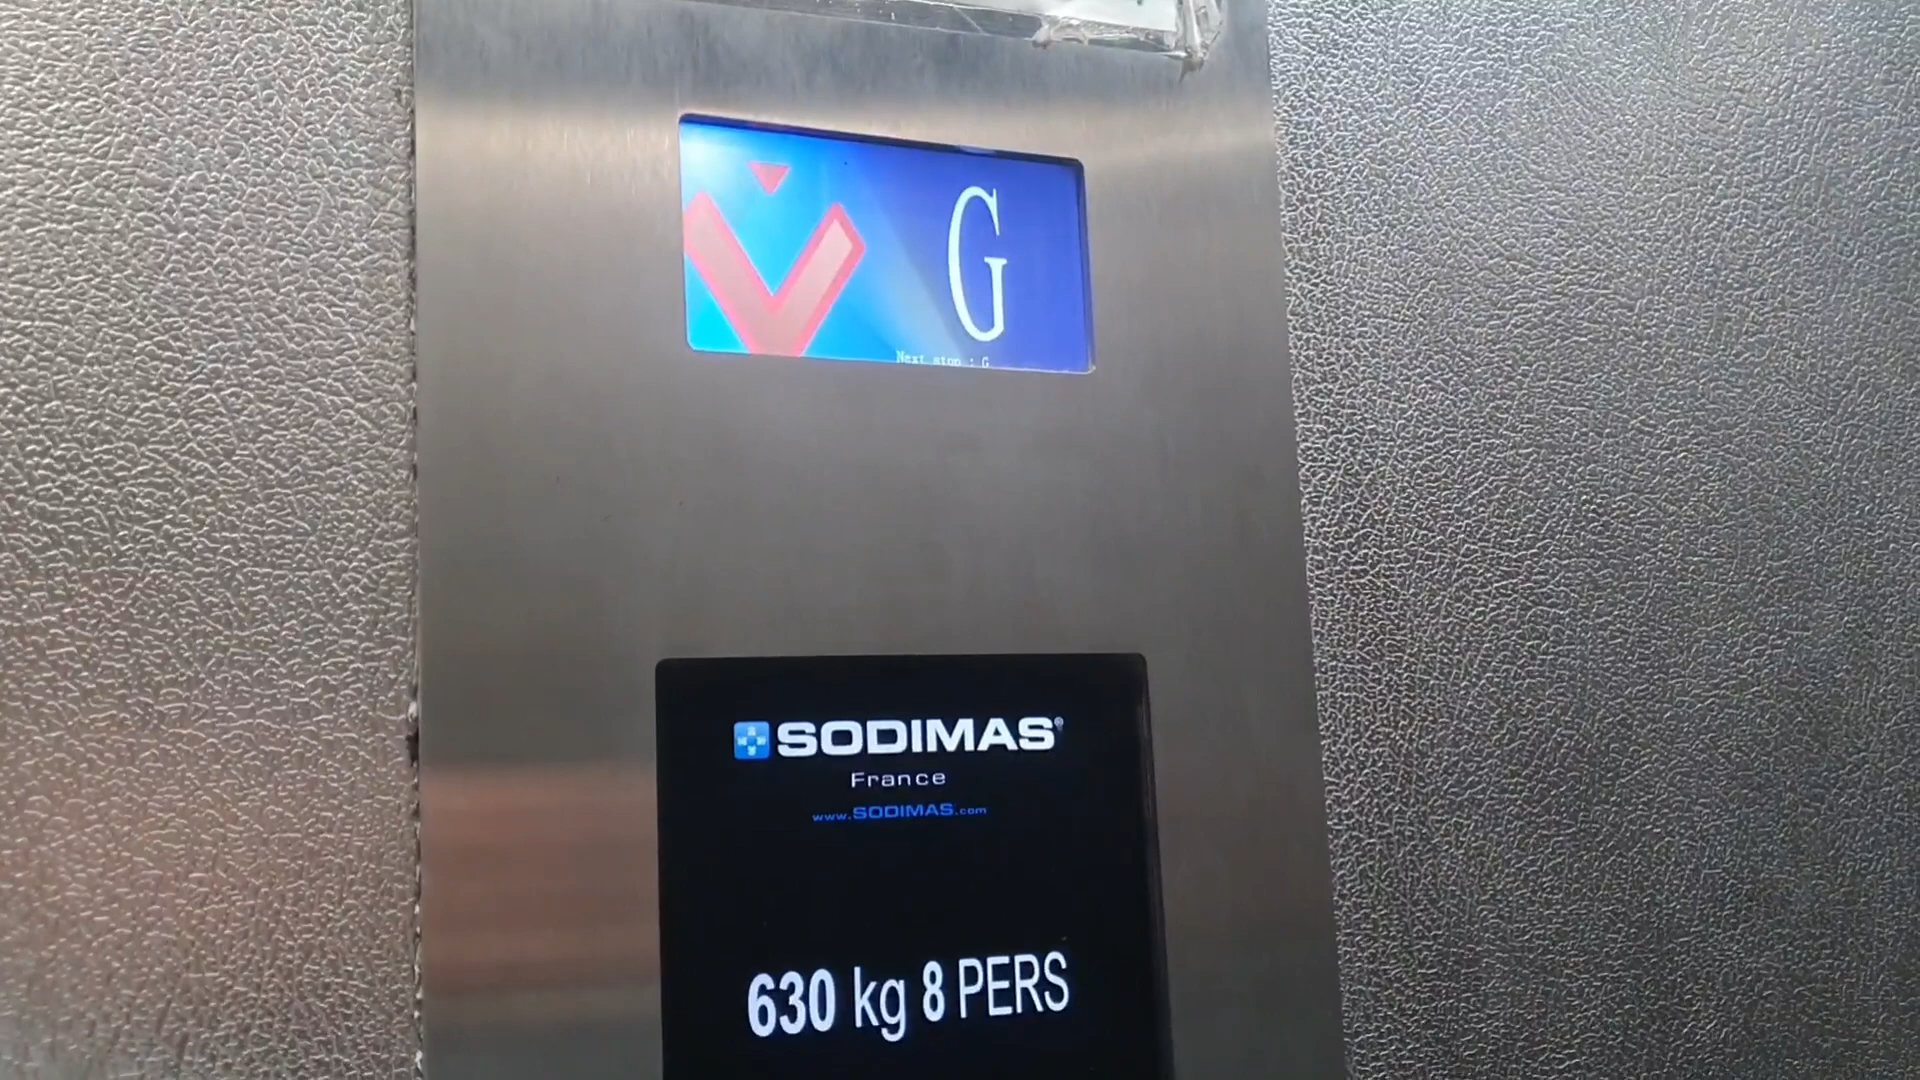 G
Next stop : G
SODIMAS®
France
www.SODIMAS.com
630 kg 8 PERS